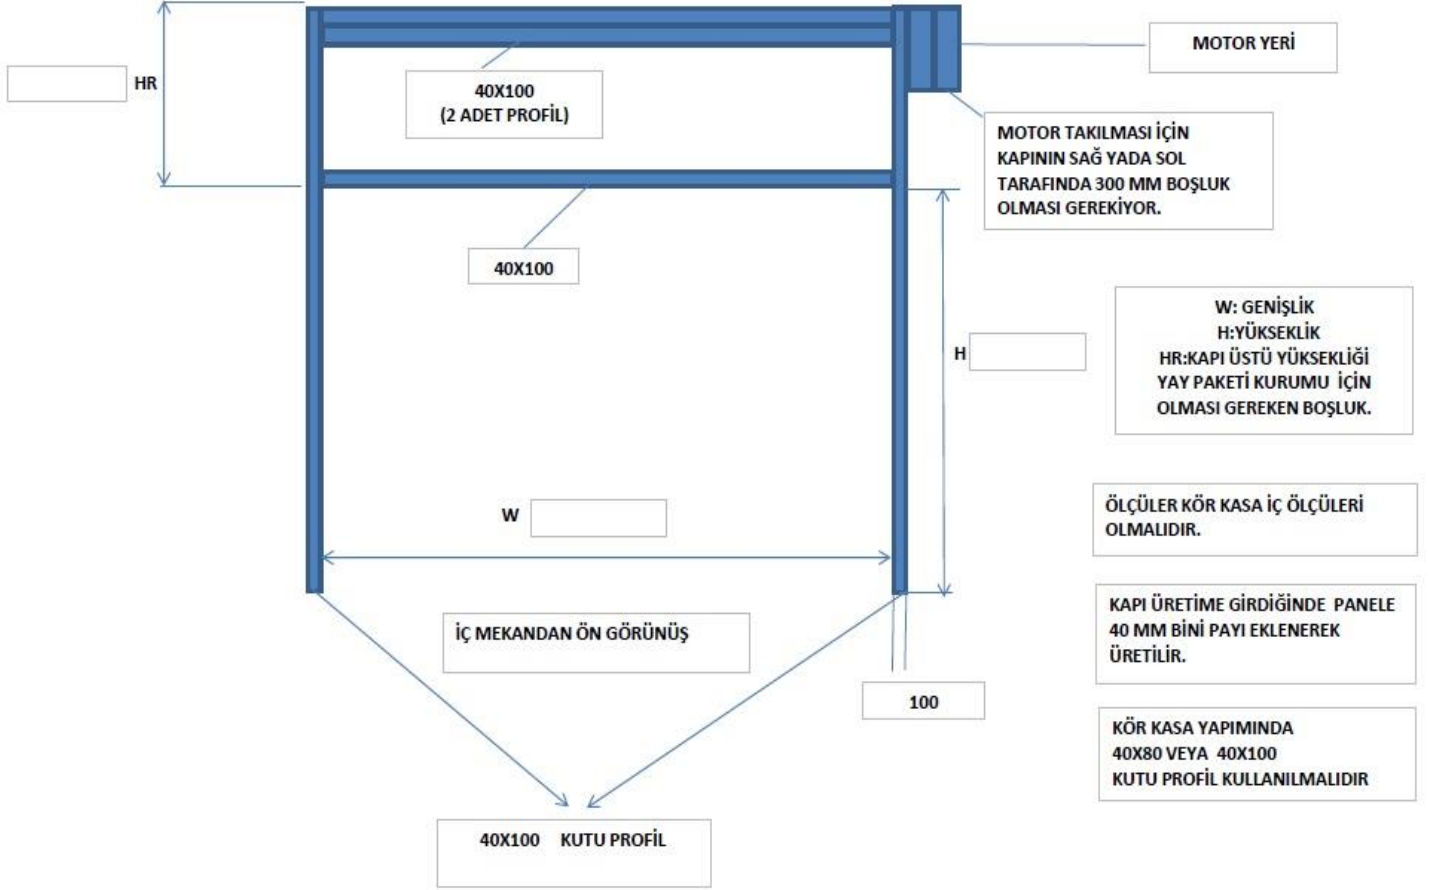 MOTOR YERİ
HR
40X100
(2 ADET PROFİL)
MOTOR TAKILMASI İÇİN
KAPININ SAĞ YADA SOL
TARAFINDA 300 MM BOŞLUK
OLMASI GEREKİYOR.
40X100
W: GENİŞLİK
H:YÜKSEKLİK
HR:KAPI ÜSTÜ YÜKSEKLİĞİ
YAY PAKETİ KURUMU İÇİN
OLMASI GEREKEN BOŞLUK.
H
W
ÖLÇÜLER KÖR KASA İÇ ÖLÇÜLERİ
OLMALIDIR.
İÇ MEKANDAN ÖN GÖRÜNÜŞ
KAPI ÜRETİME GİRDİĞİNDE PANELE
40 MM BİNİ PAYI EKLENEREK
ÜRETİLİR.
100
KÖR KASA YAPIMINDA
40X80 VEYA 40X100
KUTU PROFİL KULLANILMALIDIR
40X100 KUTU PROFİL